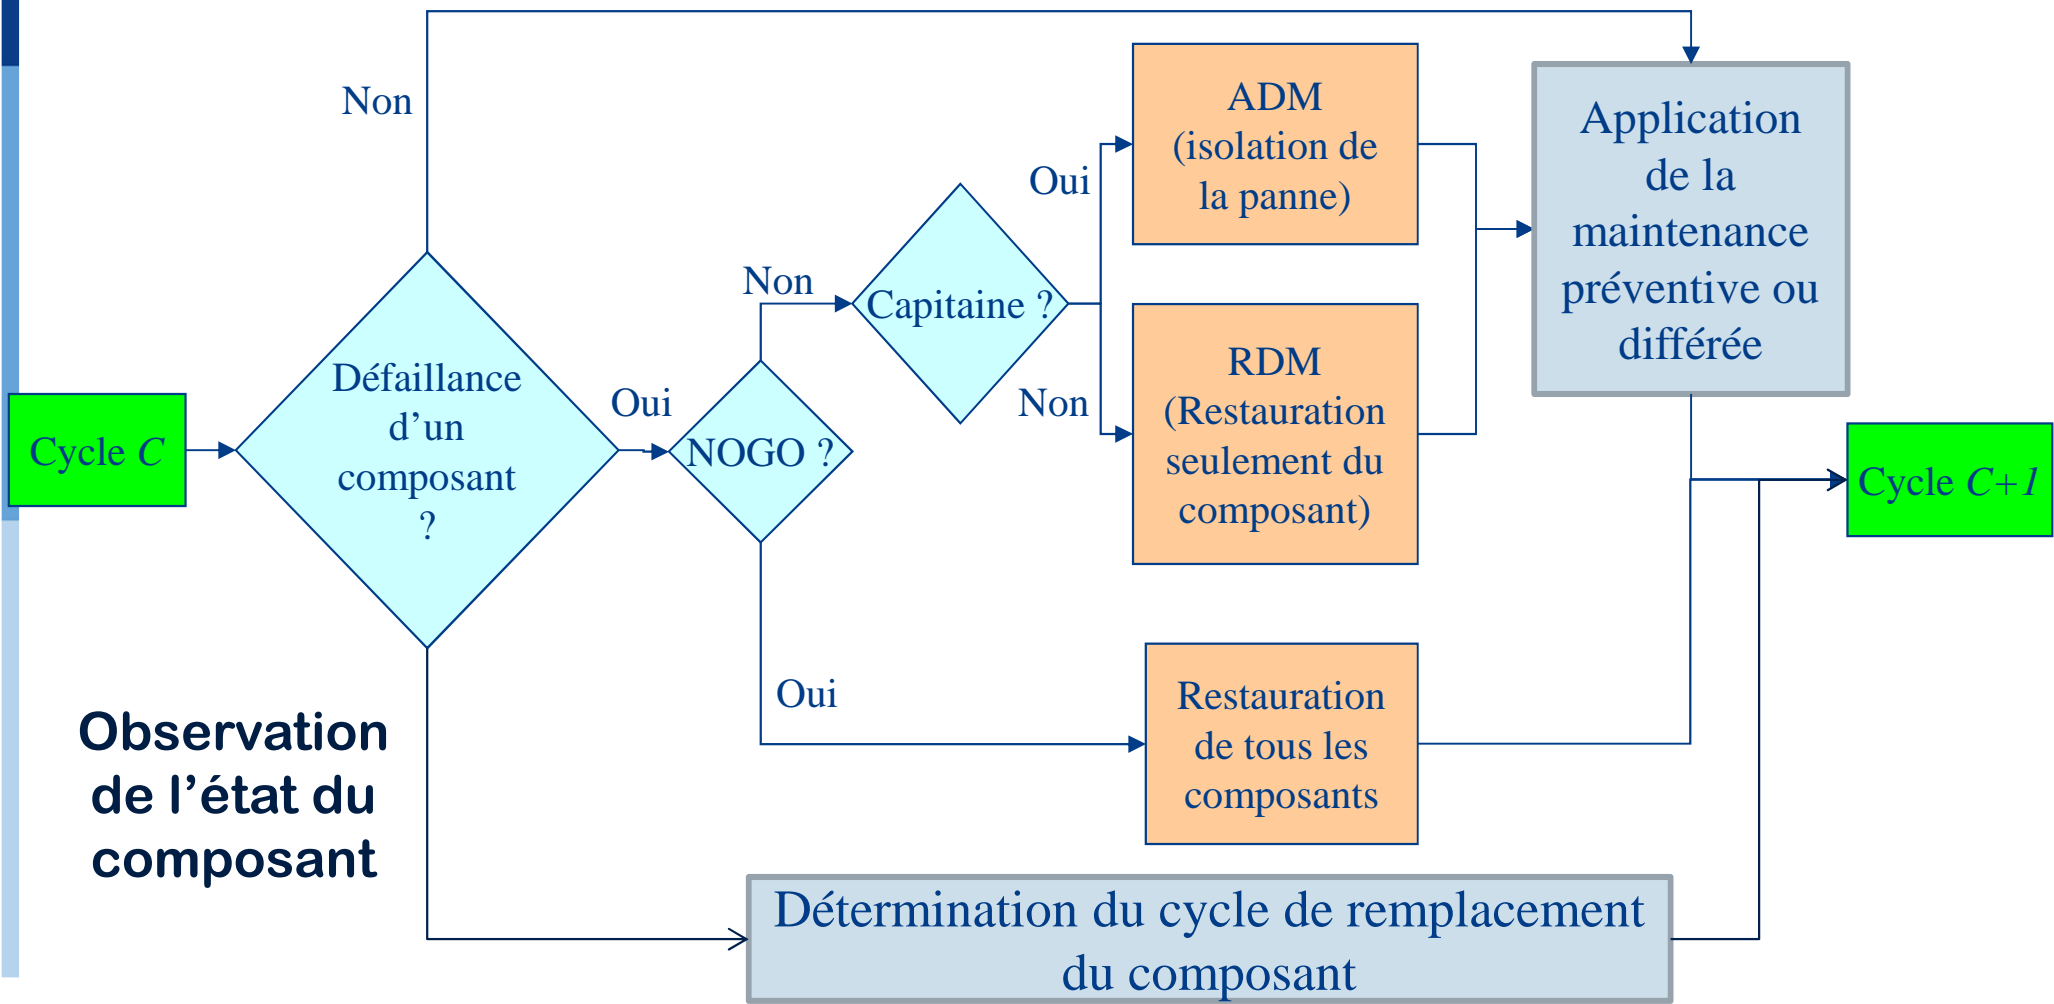 Non
ADM
(isolation de
la panne)
Application
de la
maintenance
préventive ou
différée
Oui
Non
Capitaine ?
Défaillance
d’un
composant
?
Oui
NOGO ?
Non
RDM
(Restauration
seulement du
composant)
Cycle C
Cycle C+1
Oui
Restauration
de tous les
composants
Observation
de l’état du
composant
Détermination du cycle de remplacement
du composant